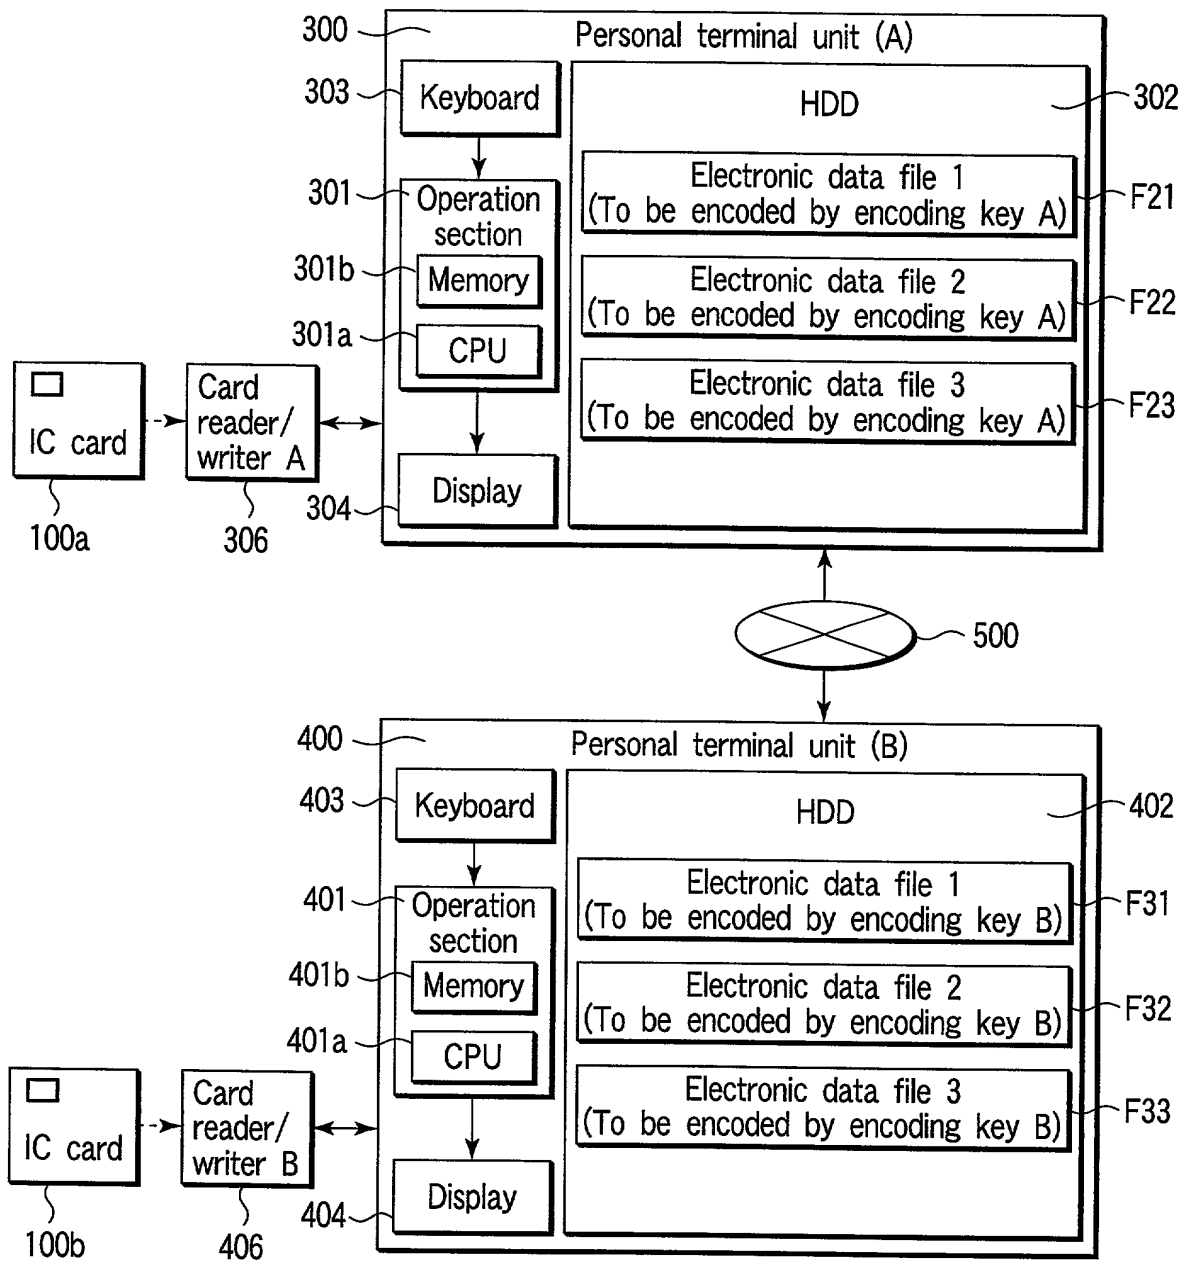 300
Personal terminal unit (A)
303
Keyboard
HDD
302
301
Operation
section
301b
Memory
301a
CPU
Electronic data file 1
(To be encoded by encoding key A)
F21
Electronic data file 2
(To be encoded by encoding key A)
F22
Electronic data file 3
(To be encoded by encoding key A)
F23
IC card
100a
Card
reader/
writer A
306
304
Display
500
400
Personal terminal unit (B)
403
Keyboard
HDD
402
401
Operation
section
401b
Memory
401a
CPU
Electronic data file 1
(To be encoded by encoding key B)
F31
Electronic data file 2
(To be encoded by encoding key B)
F32
Electronic data file 3
(To be encoded by encoding key B)
F33
IC card
100b
Card
reader/
writer B
406
404
Display